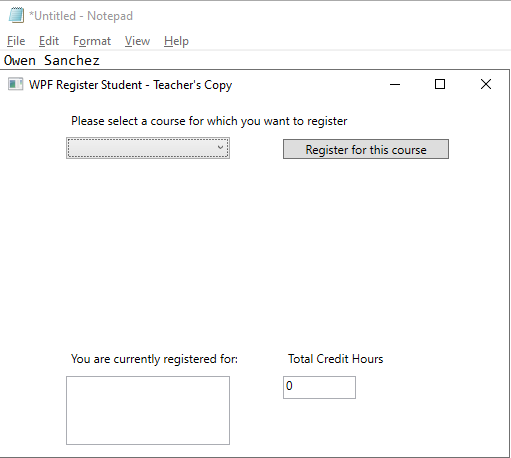 *Untitled - Notepad
File Edit Format View Help
Owen Sanchez
WPF Register Student - Teacher's Copy
Please select a course for which you want to register
Register for this course
You are currently registered for:
Total Credit Hours
0